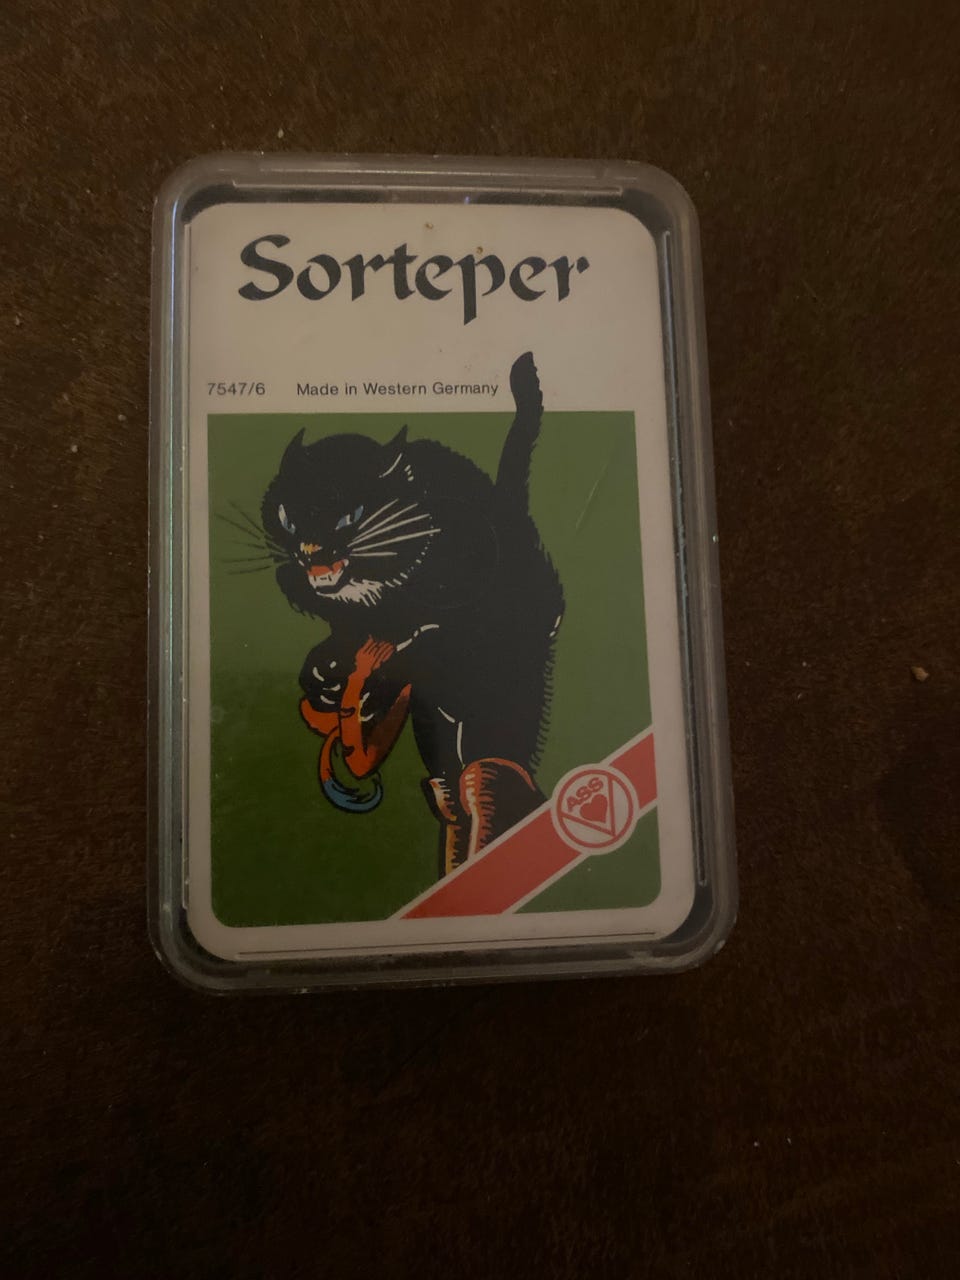 Sorteper
7547/6 Made in Western Germany
ASS